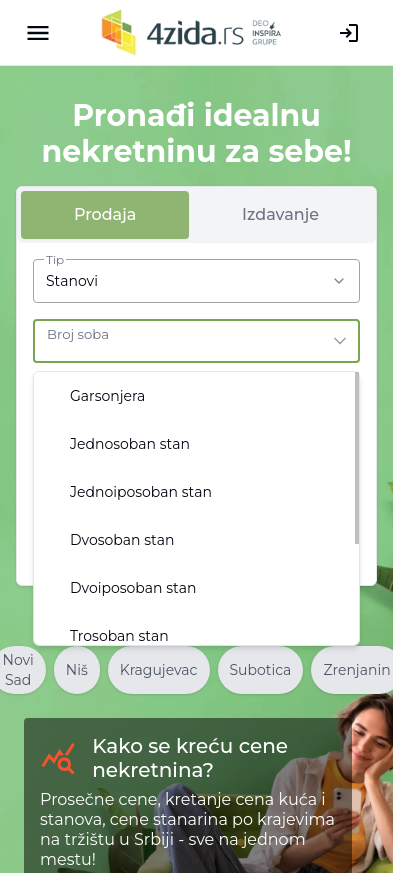 4zida.rs
DEO
INSPIRA
GRUPE
Pronađi idealnu
nekretninu za sebe!
Prodaja
Izdavanje
Tip
Stanovi
Broj soba
Garsonjera
Jednosoban stan
Jednoiposoban stan
Dvosoban stan
Dvoiposoban stan
Trosoban stan
Novi
Sad
Niš
Kragujevac
Subotica
Zrenjanin
Kako se kreću cene
nekretnina?
Prosečne cene, kretanje cena kuća i
stanova, cene stanarina po krajevima
na tržištu u Srbiji - sve na jednom
mestu!